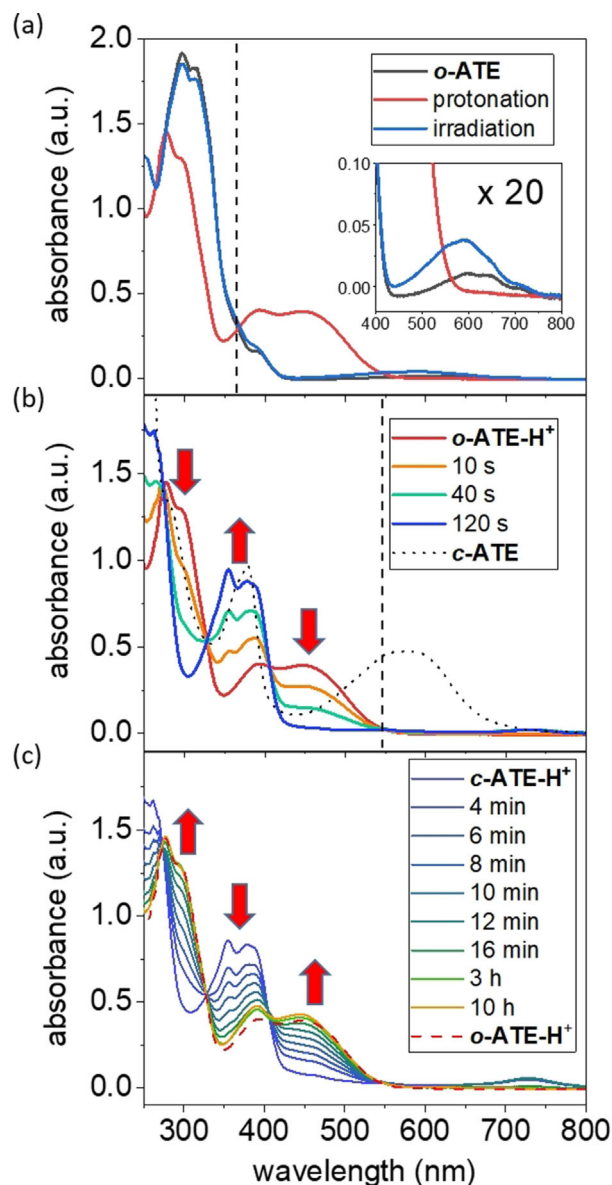 (a)
2.0
1.5
1.0
0.5
0.0
absorbance (a.u.)
o-ATE
protonation
irradiation
x 20
0.10
0.05
0.00
400 500 600 700 800
(b)
1.5
1.0
0.5
0.0
absorbance (a.u.)
o-ATE-H⁺
10 s
40 s
120 s
c-ATE
(c)
1.5
1.0
0.5
0.0
absorbance (a.u.)
c-ATE-H⁺
4 min
6 min
8 min
10 min
12 min
16 min
3 h
10 h
o-ATE-H⁺
300 400 500 600 700 800
wavelength (nm)